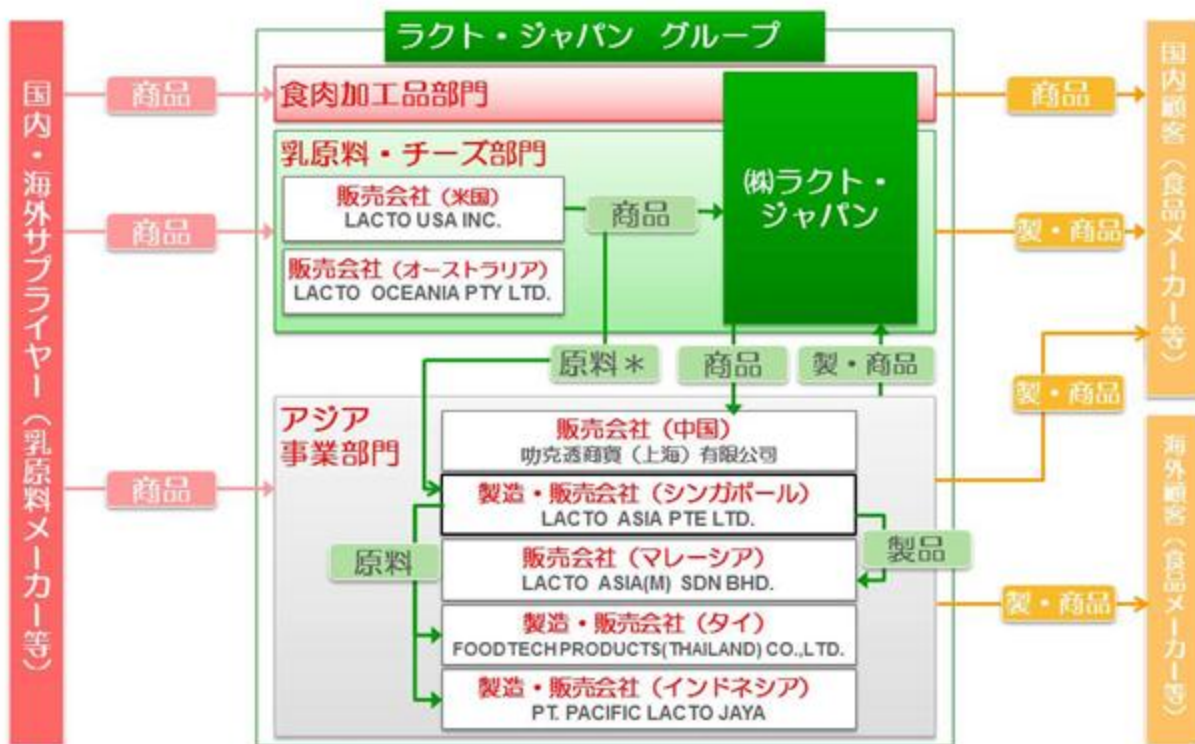 ラクト・ジャパン グループ
国内・海外サプライヤー（乳原料メーカー等）
商品
食肉加工品部門
商品
国内顧客（食品メーカー等）
乳原料・チーズ部門
販売会社（米国）
LACTO USA INC.
商品
㈱ラクト・
ジャパン
商品
製・商品
販売会社（オーストラリア）
LACTO OCEANIA PTY LTD.
原料＊
商品
製・商品
製・商品
アジア
事業部門
販売会社（中国）
叻克透商貿（上海）有限公司
商品
製造・販売会社（シンガポール）
LACTO ASIA PTE LTD.
海外顧客（食品メーカー等）
原料
製品
販売会社（マレーシア）
LACTO ASIA(M) SDN BHD.
製・商品
製造・販売会社（タイ）
FOODTECH PRODUCTS(THAILAND) CO.,LTD.
製造・販売会社（インドネシア）
PT. PACIFIC LACTO JAYA